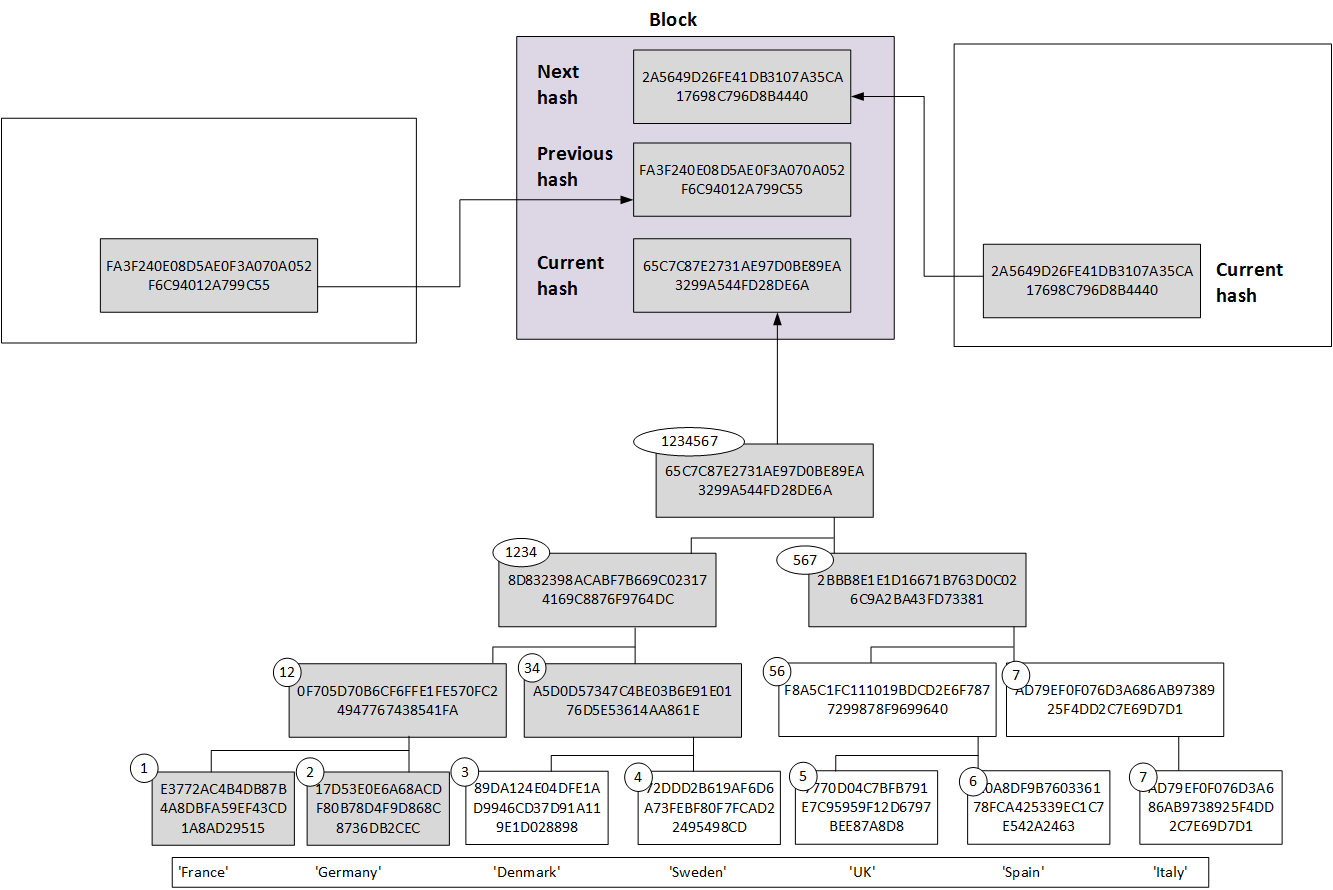 Block
Next
hash
2A5649D26FE41DB3107A35CA
17698C796D8B4440
Previous
hash
FA3F240E08D5AE0F3A070A052
F6C94012A799C55
Current
hash
65C7C87E2731AE97D0BE89EA
3299A544FD28DE6A
FA3F240E08D5AE0F3A070A052
F6C94012A799C55
2A5649D26FE41DB3107A35CA
17698C796D8B4440
Current
hash
1234567
65C7C87E2731AE97D0BE89EA
3299A544FD28DE6A
1234
8D832398ACABF7B669C02317
4169C8876F9764DC
567
2BBB8E1E1D16671B763D0C02
6C9A2BA43FD73381
12
0F705D70B6CF6FFE1FE570FC2
4947767438541FA
34
A5D0D57347C4BE03B6E91E01
76D5E53614AA861E
56
F8A5C1FC111019BDCD2E6F787
7299878F9699640
7
AD79EF0F076D3A686AB97389
25F4DD2C7E69D7D1
1
E3772AC4B4DB87B
4A8DBFA59EF43CD
1A8AD29515
2
17D53E0E6A68ACD
F80B78D4F9D868C
8736DB2CEC
3
89DA124E04DFE1A
D9946CD37D91A11
9E1D028898
4
72DDD2B619AF6D6
A73FEBF80F7FCAD2
2495498CD
5
E7C95959F12D6797
BEE87A8D8
6
78FCA425339EC1C7
E542A2463
7
AD79EF0F076D3A6
86AB9738925F4DD
2C7E69D7D1
'France' 'Germany' 'Denmark' 'Sweden' 'UK' 'Spain' 'Italy'